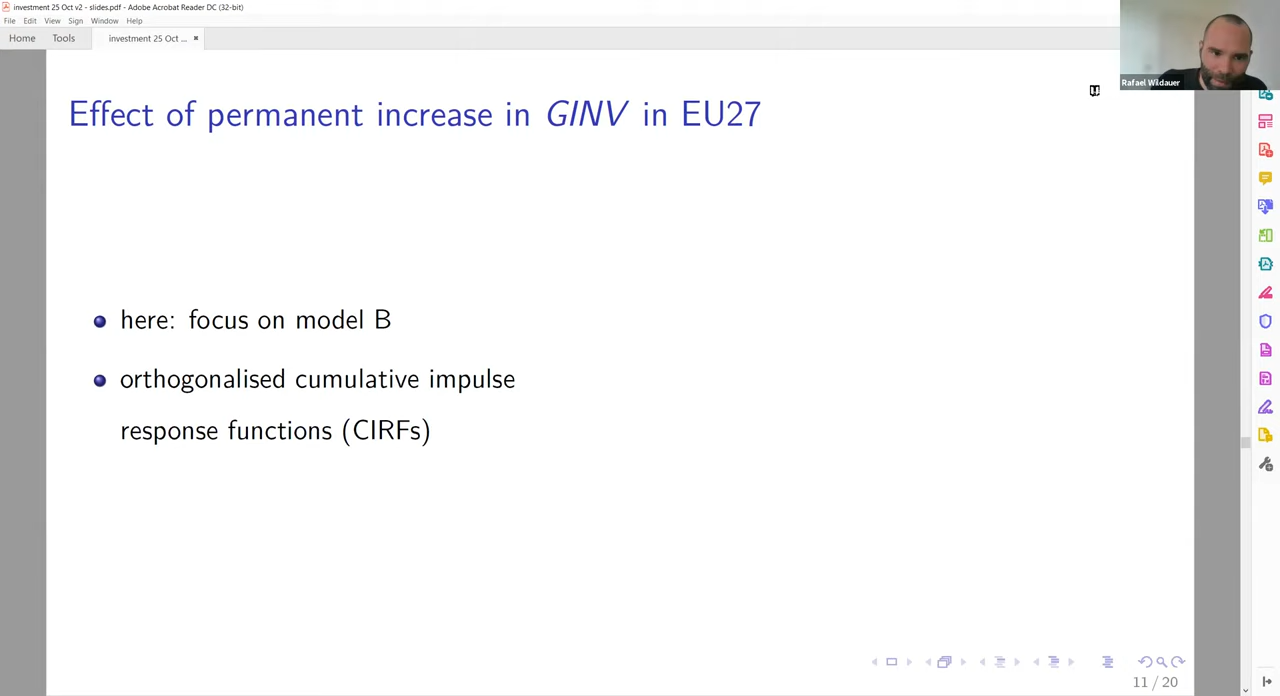 investment 25 Oct v2 - slides.pdf - Adobe Acrobat Reader DC (32-bit)
File Edit View Sign Window Help
Home Tools investment 25 Oct ... ×
Rafael Wildauer
Effect of permanent increase in GINV in EU27
here: focus on model B
orthogonalised cumulative impulse
response functions (CIRFs)
11 / 20